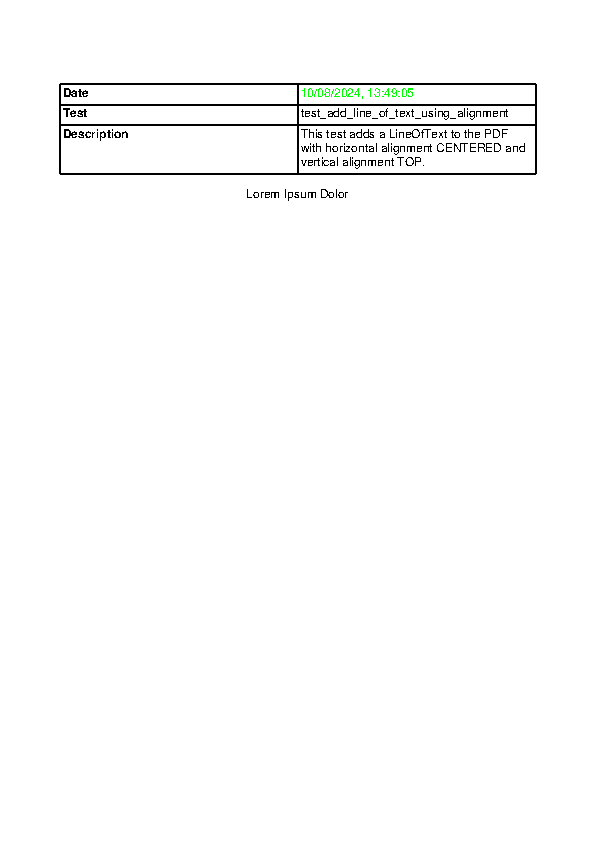 Date 10/08/2024, 13:49:05
Test test_add_line_of_text_using_alignment
Description This test adds a LineOfText to the PDF
with horizontal alignment CENTERED and
vertical alignment TOP.
Lorem Ipsum Dolor